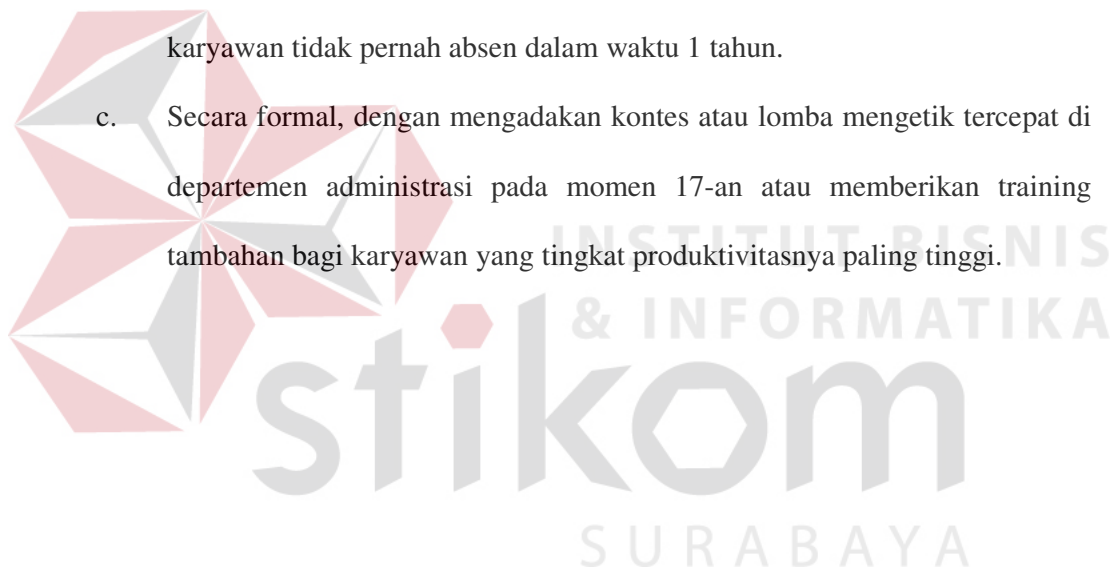 karyawan tidak pernah absen dalam waktu 1 tahun.
c. Secara formal, dengan mengadakan kontes atau lomba mengetik tercepat di
departemen administrasi pada momen 17-an atau memberikan training
tambahan bagi karyawan yang tingkat produktivitasnya paling tinggi.
INSTITUT BISNIS
& INFORMATIKA
stikom
SURABAYA